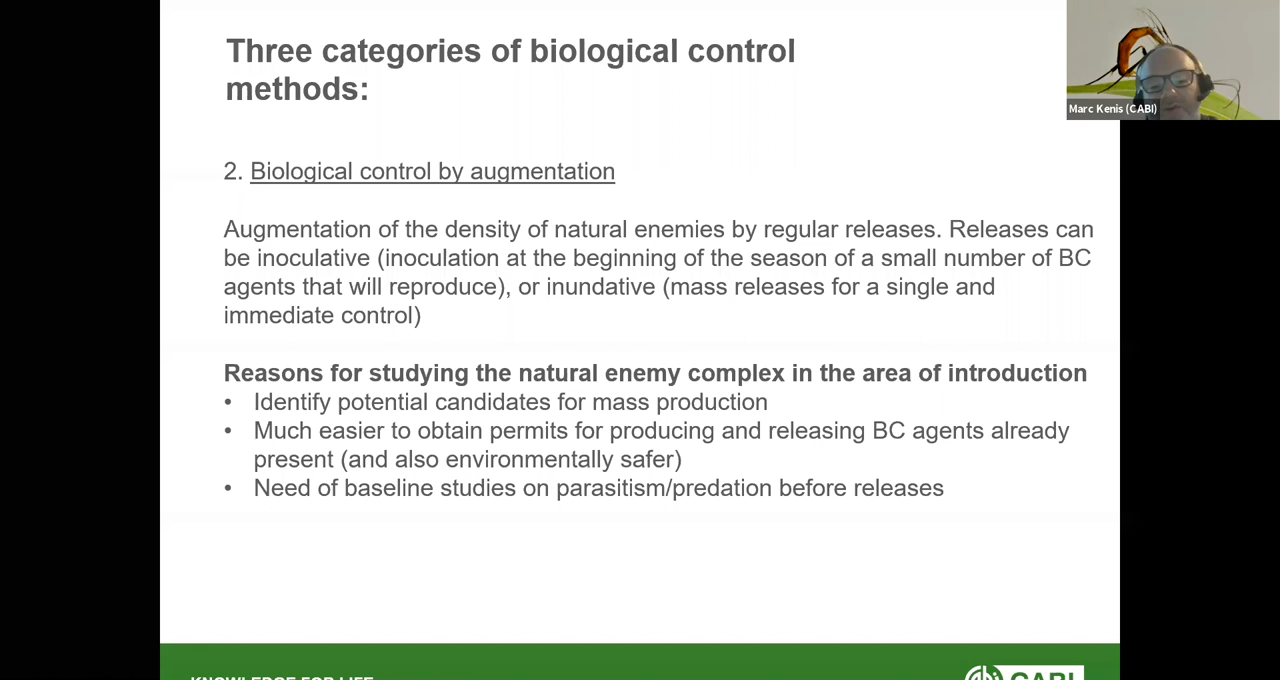 Three categories of biological control
methods:
Marc Kenis (CABI)
2. Biological control by augmentation
Augmentation of the density of natural enemies by regular releases. Releases can
be inoculative (inoculation at the beginning of the season of a small number of BC
agents that will reproduce), or inundative (mass releases for a single and
immediate control)
Reasons for studying the natural enemy complex in the area of introduction
• Identify potential candidates for mass production
• Much easier to obtain permits for producing and releasing BC agents already
present (and also environmentally safer)
• Need of baseline studies on parasitism/predation before releases
KNOWLEDGE FOR LIFE
CABI